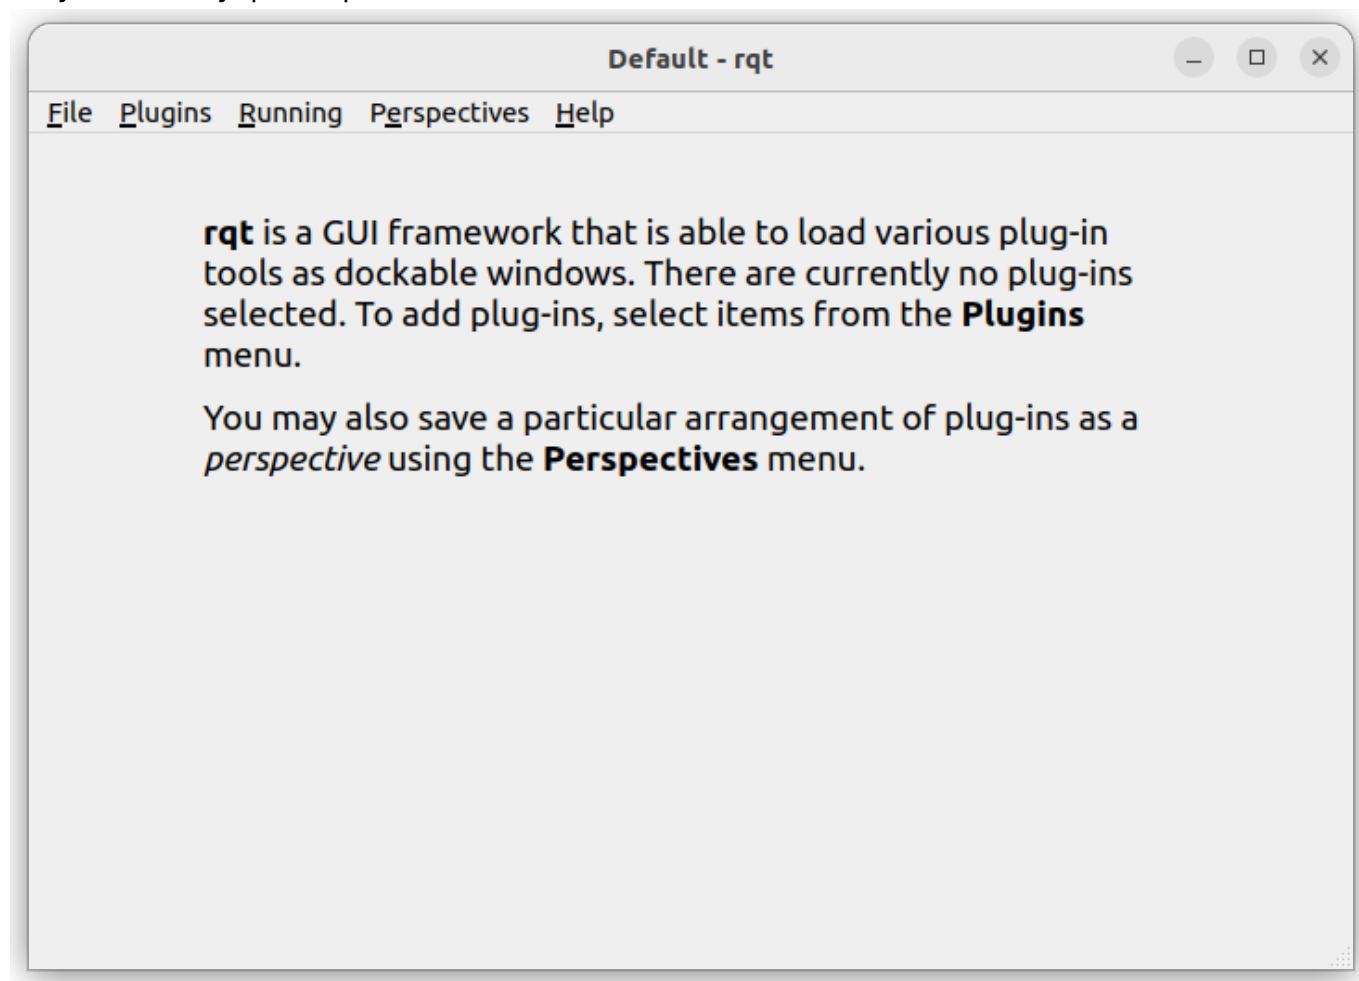 Default - rqt
File Plugins Running Perspectives Help
rqt is a GUI framework that is able to load various plug-in
tools as dockable windows. There are currently no plug-ins
selected. To add plug-ins, select items from the Plugins
menu.
You may also save a particular arrangement of plug-ins as a
perspective using the Perspectives menu.